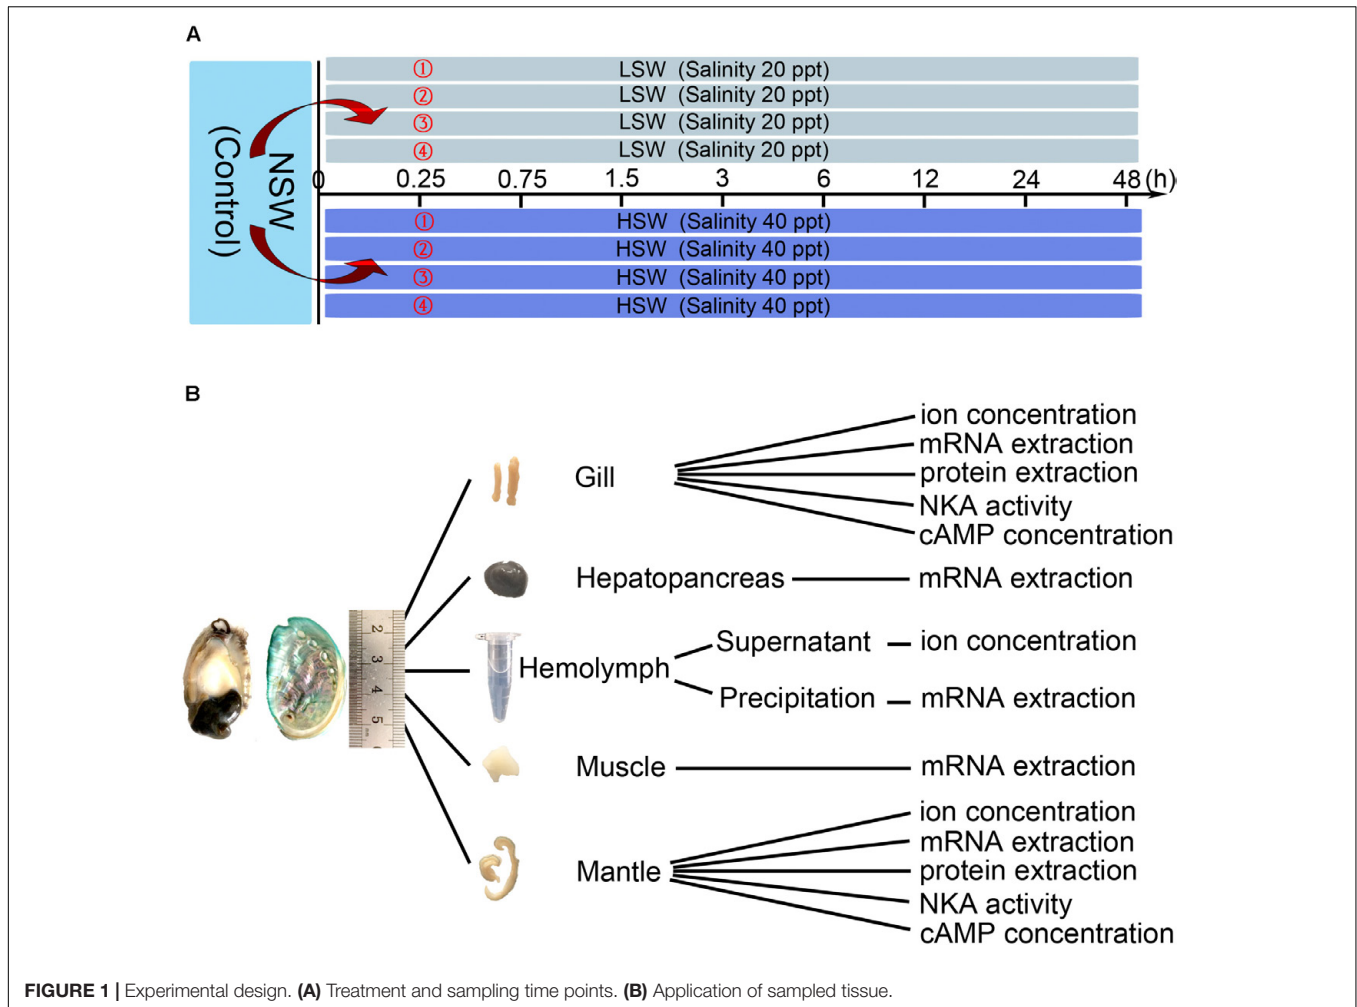 A
NSW
(Control)
① LSW (Salinity 20 ppt)
② LSW (Salinity 20 ppt)
③ LSW (Salinity 20 ppt)
④ LSW (Salinity 20 ppt)
0 0.25 0.75 1.5 3 6 12 24 48 (h)
① HSW (Salinity 40 ppt)
② HSW (Salinity 40 ppt)
③ HSW (Salinity 40 ppt)
④ HSW (Salinity 40 ppt)
B
2
3
4
5
Gill
ion concentration
mRNA extraction
protein extraction
NKA activity
cAMP concentration
Hepatopancreas
mRNA extraction
Hemolymph
Supernatant
ion concentration
Precipitation
mRNA extraction
Muscle
mRNA extraction
Mantle
ion concentration
mRNA extraction
protein extraction
NKA activity
cAMP concentration
FIGURE 1 | Experimental design. (A) Treatment and sampling time points. (B) Application of sampled tissue.